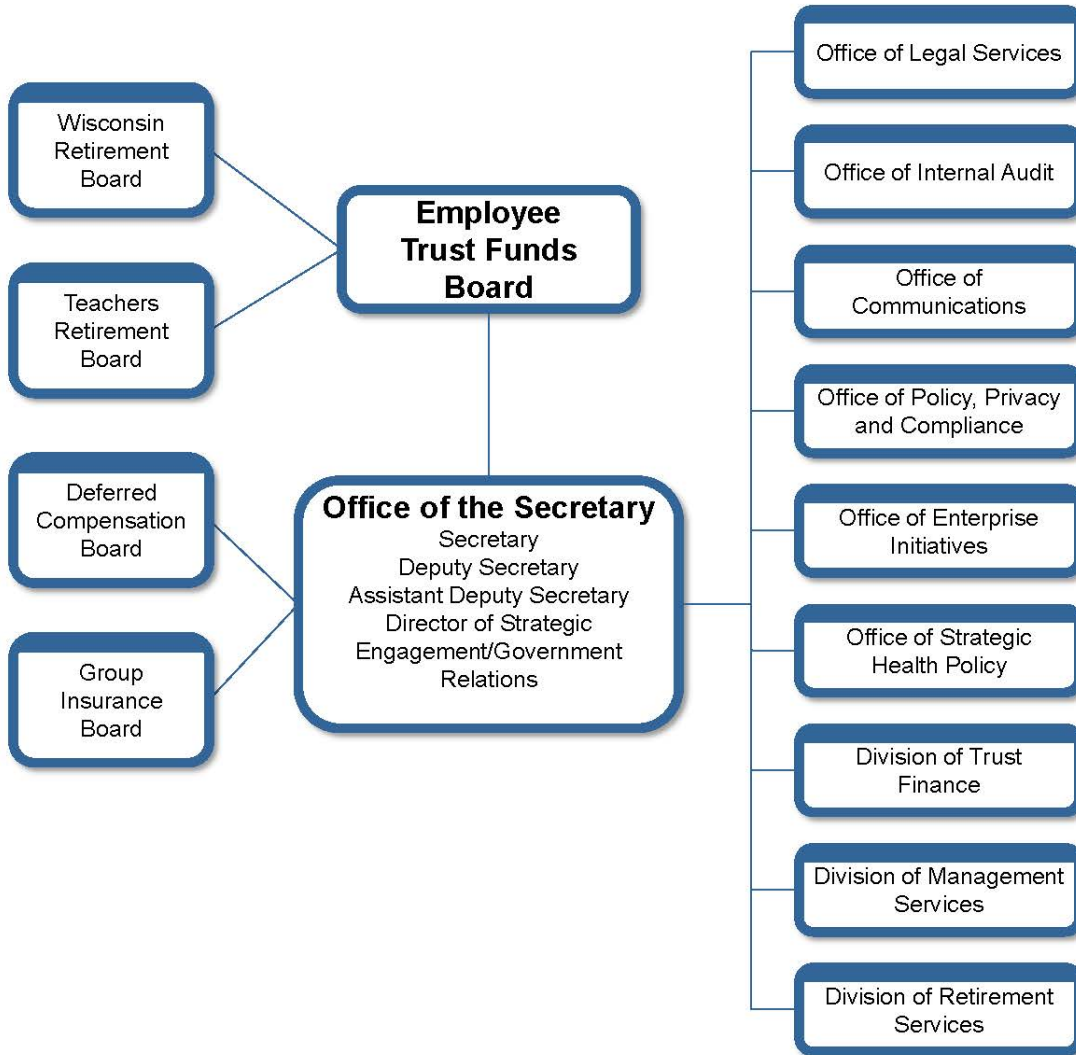 Wisconsin
Retirement
Board
Teachers
Retirement
Board
Deferred
Compensation
Board
Group
Insurance
Board
Employee
Trust Funds
Board
Office of the Secretary
Secretary
Deputy Secretary
Assistant Deputy Secretary
Director of Strategic
Engagement/Government
Relations
Office of Legal Services
Office of Internal Audit
Office of
Communications
Office of Policy, Privacy
and Compliance
Office of Enterprise
Initiatives
Office of Strategic
Health Policy
Division of Trust
Finance
Division of Management
Services
Division of Retirement
Services